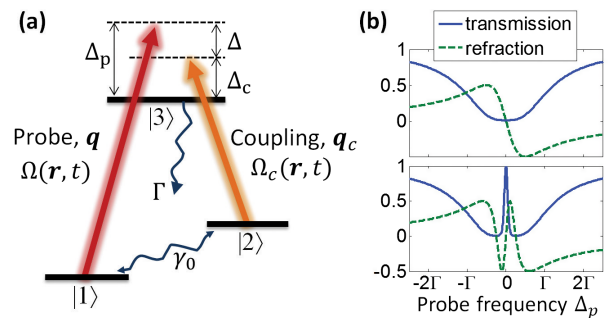 (a)
Δp
Δ
Δc
|3⟩
Probe, q
Ω(r, t)
Coupling, qc
Ωc(r, t)
Γ
|2⟩
γ0
|1⟩
(b)
transmission
refraction
1
0.5
0
1
0.5
0
-0.5
-2Γ
-Γ
0
Γ
2Γ
Probe frequency Δp